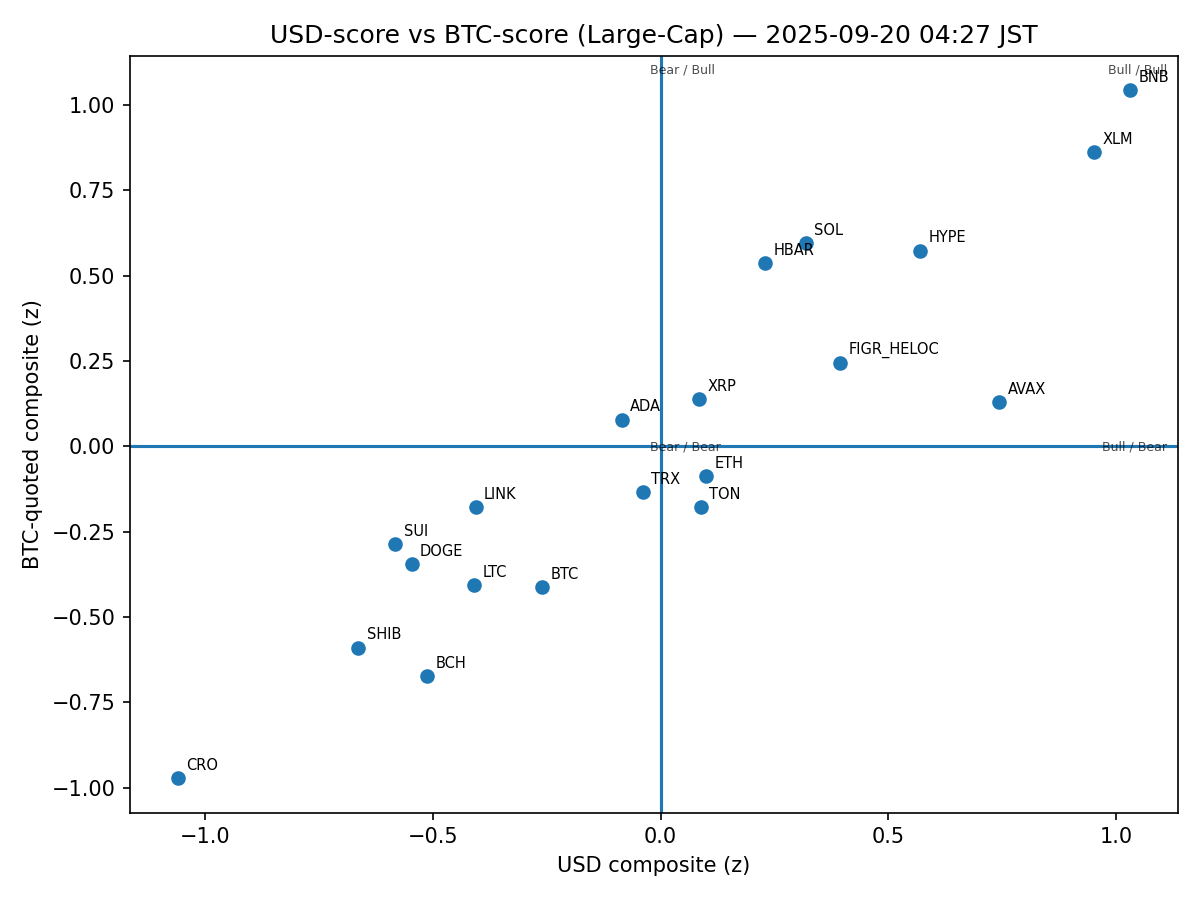 USD-score vs BTC-score (Large-Cap) — 2025-09-20 04:27 JST
Bear / Bull
Bull / Bull
BNB
1.00
XLM
0.75
SOL
HYPE
HBAR
0.50
FIGR_HELOC
0.25
XRP
AVAX
ADA
0.00
Bear / Bear
Bull / Bear
ETH
TRX
TON
LINK
−0.25
SUI
DOGE
LTC
BTC
−0.50
SHIB
BCH
−0.75
CRO
−1.00
BTC-quoted composite (z)
−1.0
−0.5
0.0
0.5
1.0
USD composite (z)